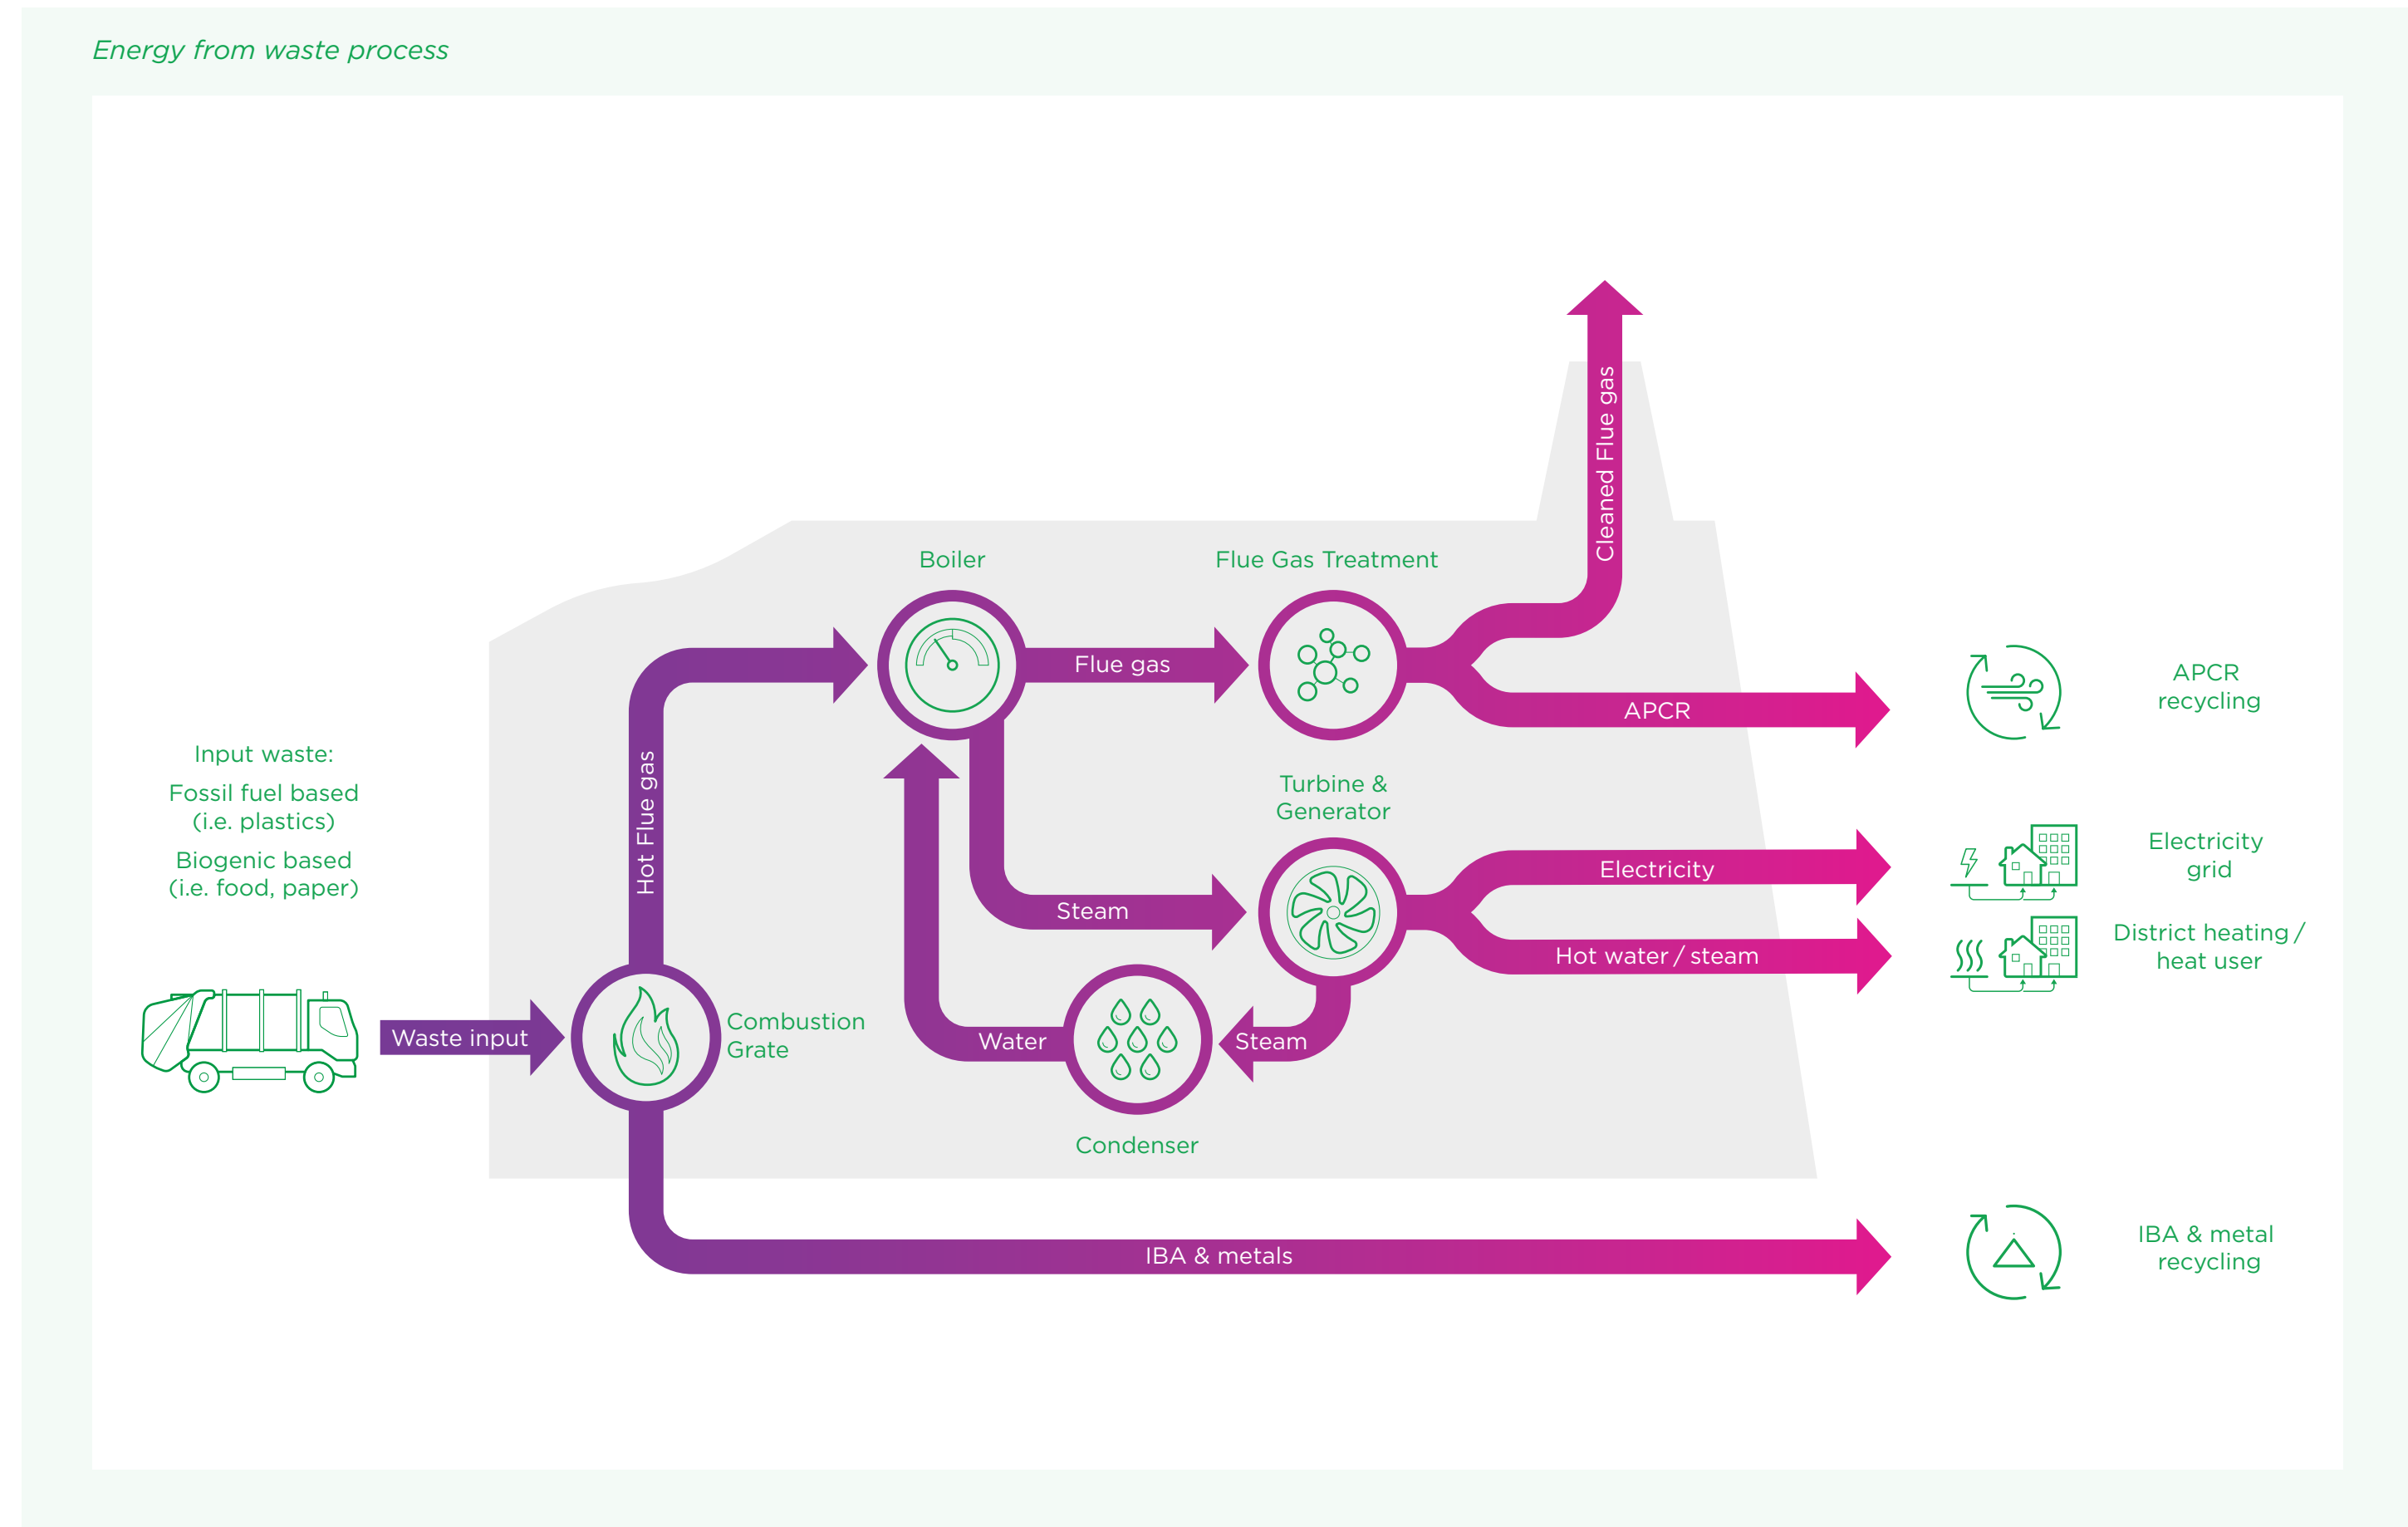 Energy from waste process
Cleaned Flue gas
Boiler
Flue Gas Treatment
Flue gas
APCR
APCR
recycling
Input waste:
Fossil fuel based
(i.e. plastics)
Biogenic based
(i.e. food, paper)
Hot Flue gas
Turbine &
Generator
Steam
Electricity
Electricity
grid
Hot water / steam
District heating /
heat user
Waste input
Combustion
Grate
Water
Steam
Condenser
IBA & metals
IBA & metal
recycling